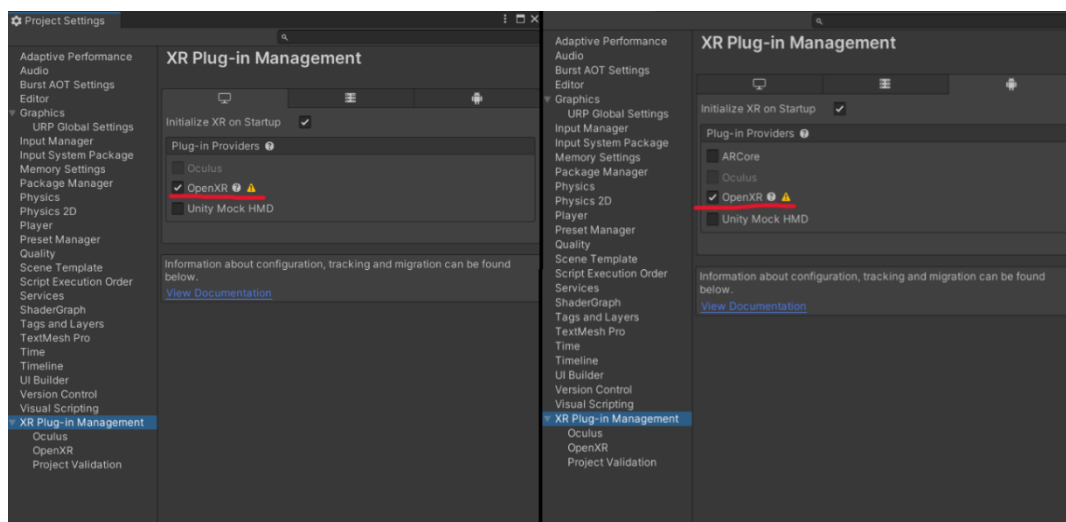 Project Settings
Adaptive Performance
Audio
Burst AOT Settings
Editor
Graphics
URP Global Settings
Input Manager
Input System Package
Memory Settings
Package Manager
Physics
Physics 2D
Player
Preset Manager
Quality
Scene Template
Script Execution Order
Services
ShaderGraph
Tags and Layers
TextMesh Pro
Time
Timeline
UI Builder
Version Control
Visual Scripting
XR Plug-in Management
Oculus
OpenXR
Project Validation
XR Plug-in Management
Initialize XR on Startup
Plug-in Providers
Oculus
OpenXR
Unity Mock HMD
Information about configuration, tracking and migration can be found
below.
View Documentation
Adaptive Performance
Audio
Burst AOT Settings
Editor
Graphics
URP Global Settings
Input Manager
Input System Package
Memory Settings
Package Manager
Physics
Physics 2D
Player
Preset Manager
Quality
Scene Template
Script Execution Order
Services
ShaderGraph
Tags and Layers
TextMesh Pro
Time
Timeline
UI Builder
Version Control
Visual Scripting
XR Plug-in Management
Oculus
OpenXR
Project Validation
XR Plug-in Management
Initialize XR on Startup
Plug-in Providers
ARCore
Oculus
OpenXR
Unity Mock HMD
Information about configuration, tracking and migration can be found
below.
View Documentation